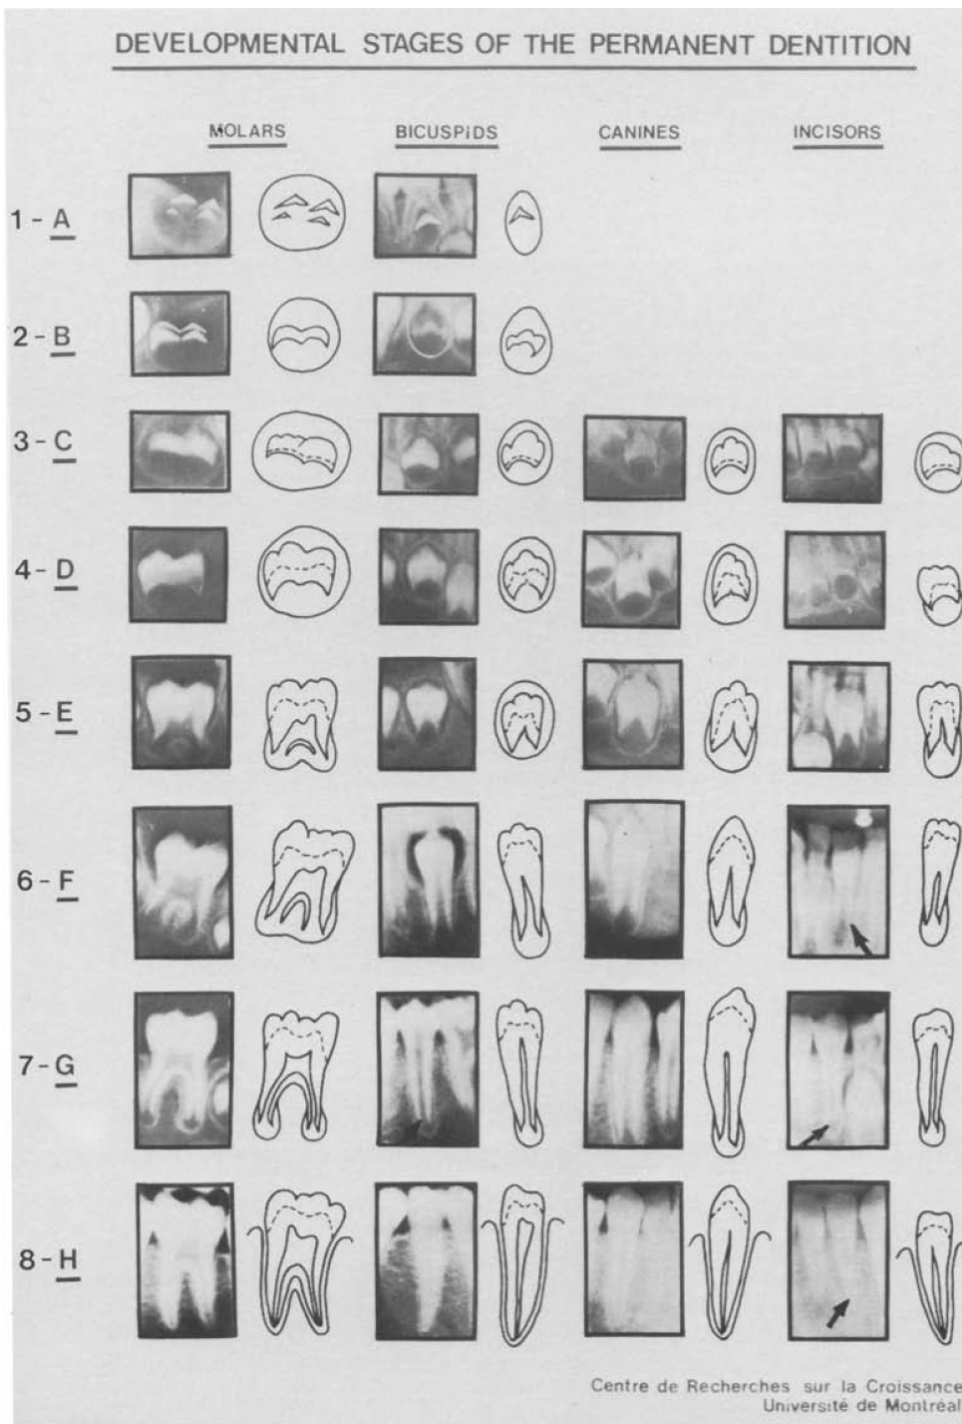 DEVELOPMENTAL STAGES OF THE PERMANENT DENTITION
MOLARS BICUSPIDS CANINES INCISORS
1 - A
2 - B
3 - C
4 - D
5 - E
6 - F
7 - G
8 - H
Centre de Recherches sur la Croissance
Université de Montréal